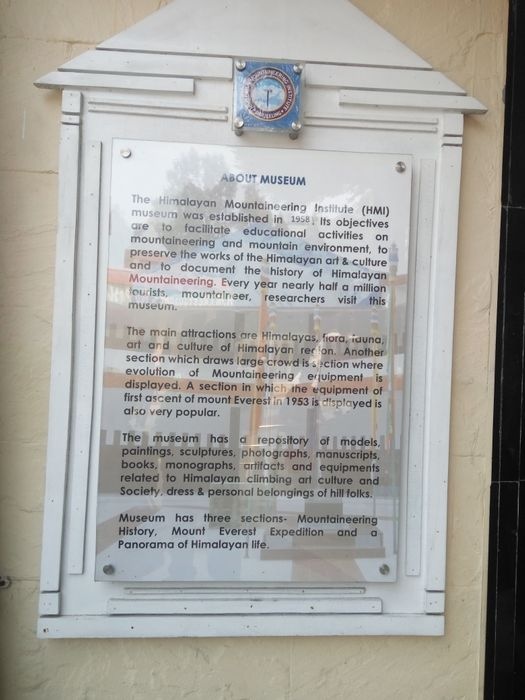 HIMALAYAN MOUNTAINEERING INSTITUTE
ABOUT MUSEUM
The Himalayan Mountaineering Institute (HMI)
museum was established in 1958. Its objectives
are to facilitate educational activities on
mountaineering and mountain environment, to
preserve the works of the Himalayan art & culture
and to document the history of Himalayan
Mountaineering. Every year nearly half a million
tourists, mountaineer, researchers visit this
museum.
The main attractions are Himalayas, flora, fauna,
art and culture of Himalayan region. Another
section which draws large crowd is section where
evolution of Mountaineering equipment is
displayed. A section in which the equipment of
first ascent of mount Everest in 1953 is displayed is
also very popular.
The museum has a repository of models,
paintings, sculptures, photographs, manuscripts,
books, monographs, artifacts and equipments
related to Himalayan climbing art culture and
Society, dress & personal belongings of hill folks.
Museum has three sections- Mountaineering
History, Mount Everest Expedition and a
Panorama of Himalayan life.